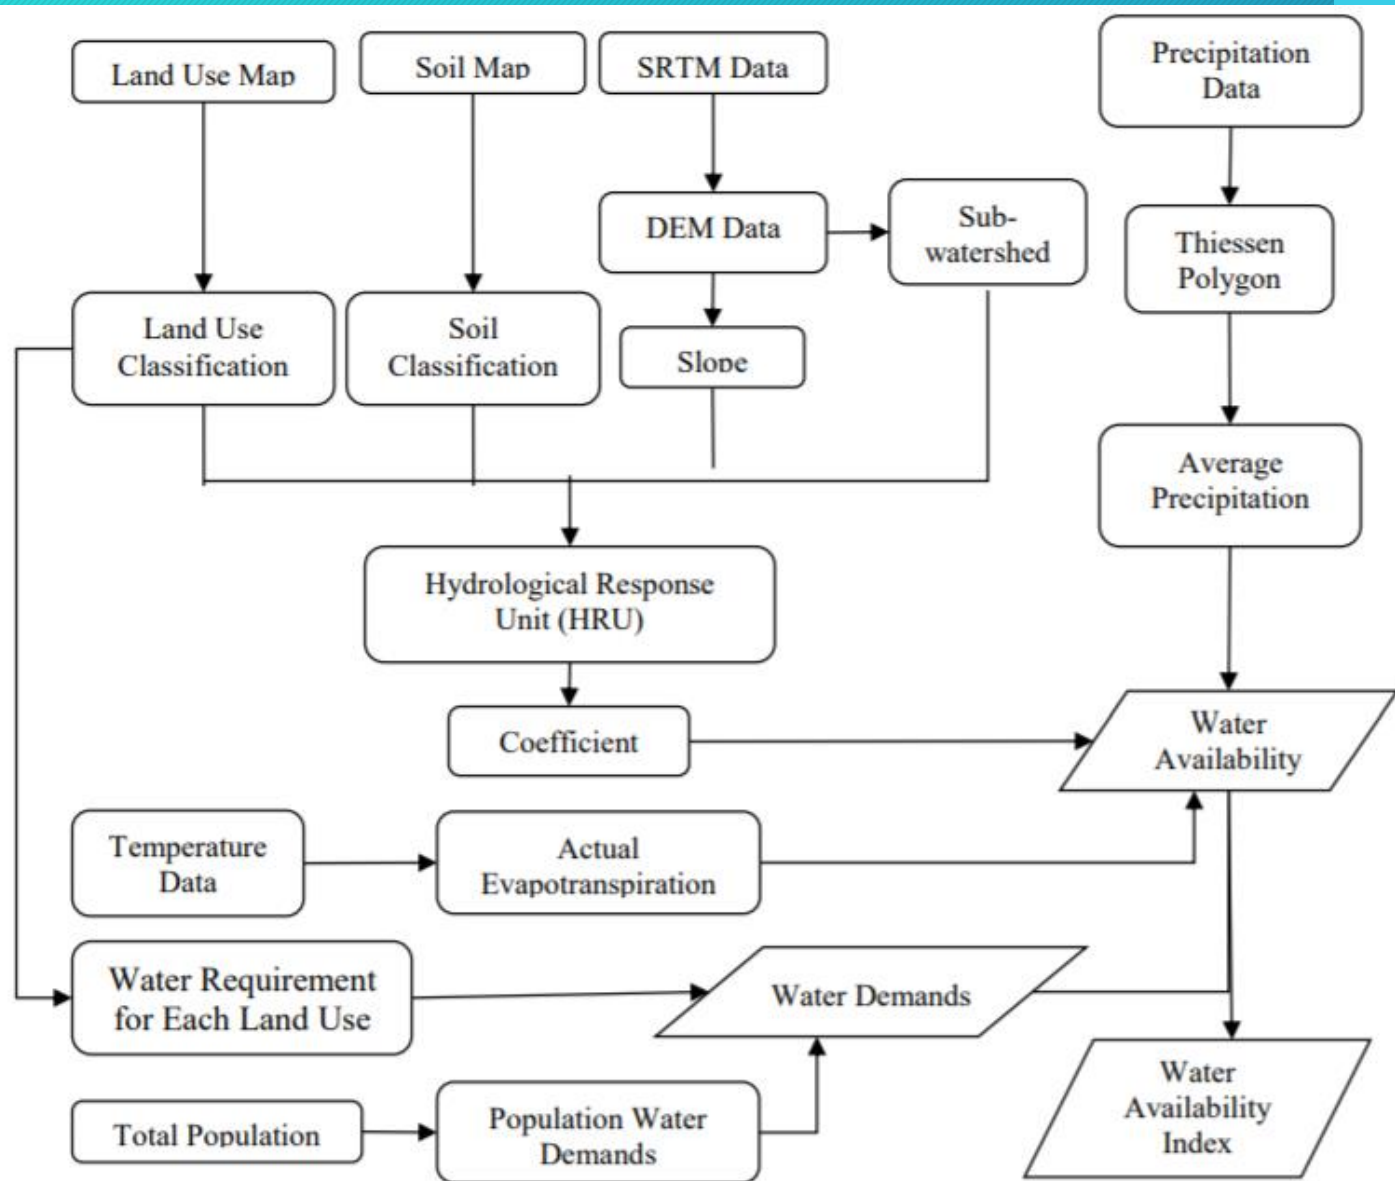 Land Use Map
Soil Map
SRTM Data
Precipitation
Data
DEM Data
Sub-
watershed
Thiessen
Polygon
Land Use
Classification
Soil
Classification
Slope
Average
Precipitation
Hydrological Response
Unit (HRU)
Coefficient
Water
Availability
Temperature
Data
Actual
Evapotranspiration
Water Requirement
for Each Land Use
Water Demands
Total Population
Population Water
Demands
Water
Availability
Index